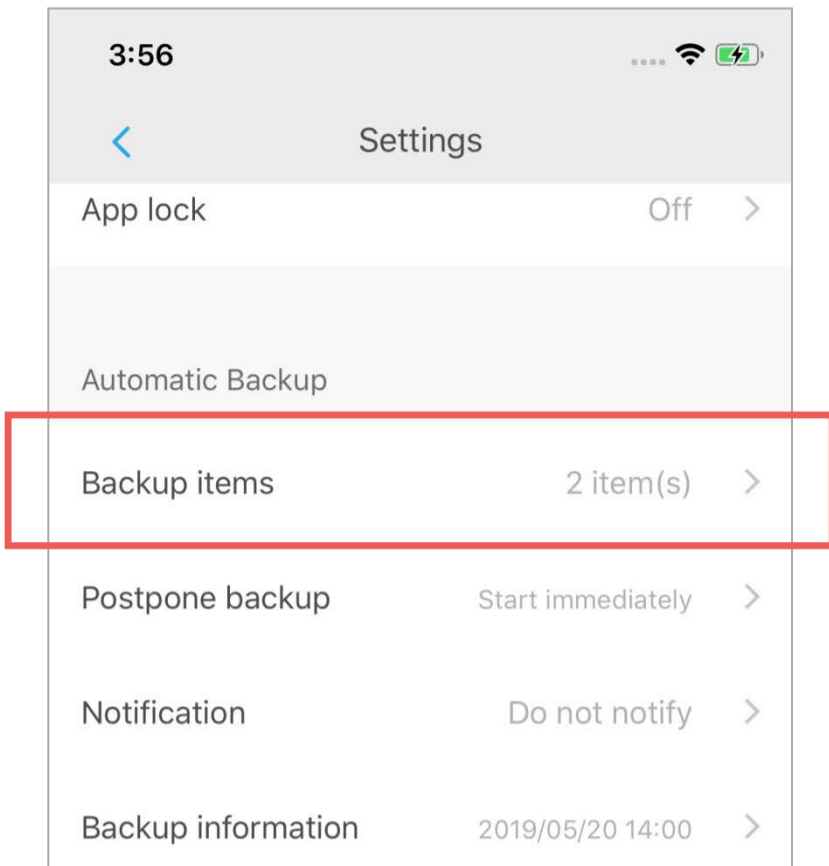 3:56
Settings
App lock Off
Automatic Backup
Backup items 2 item(s)
Postpone backup Start immediately
Notification Do not notify
Backup information 2019/05/20 14:00